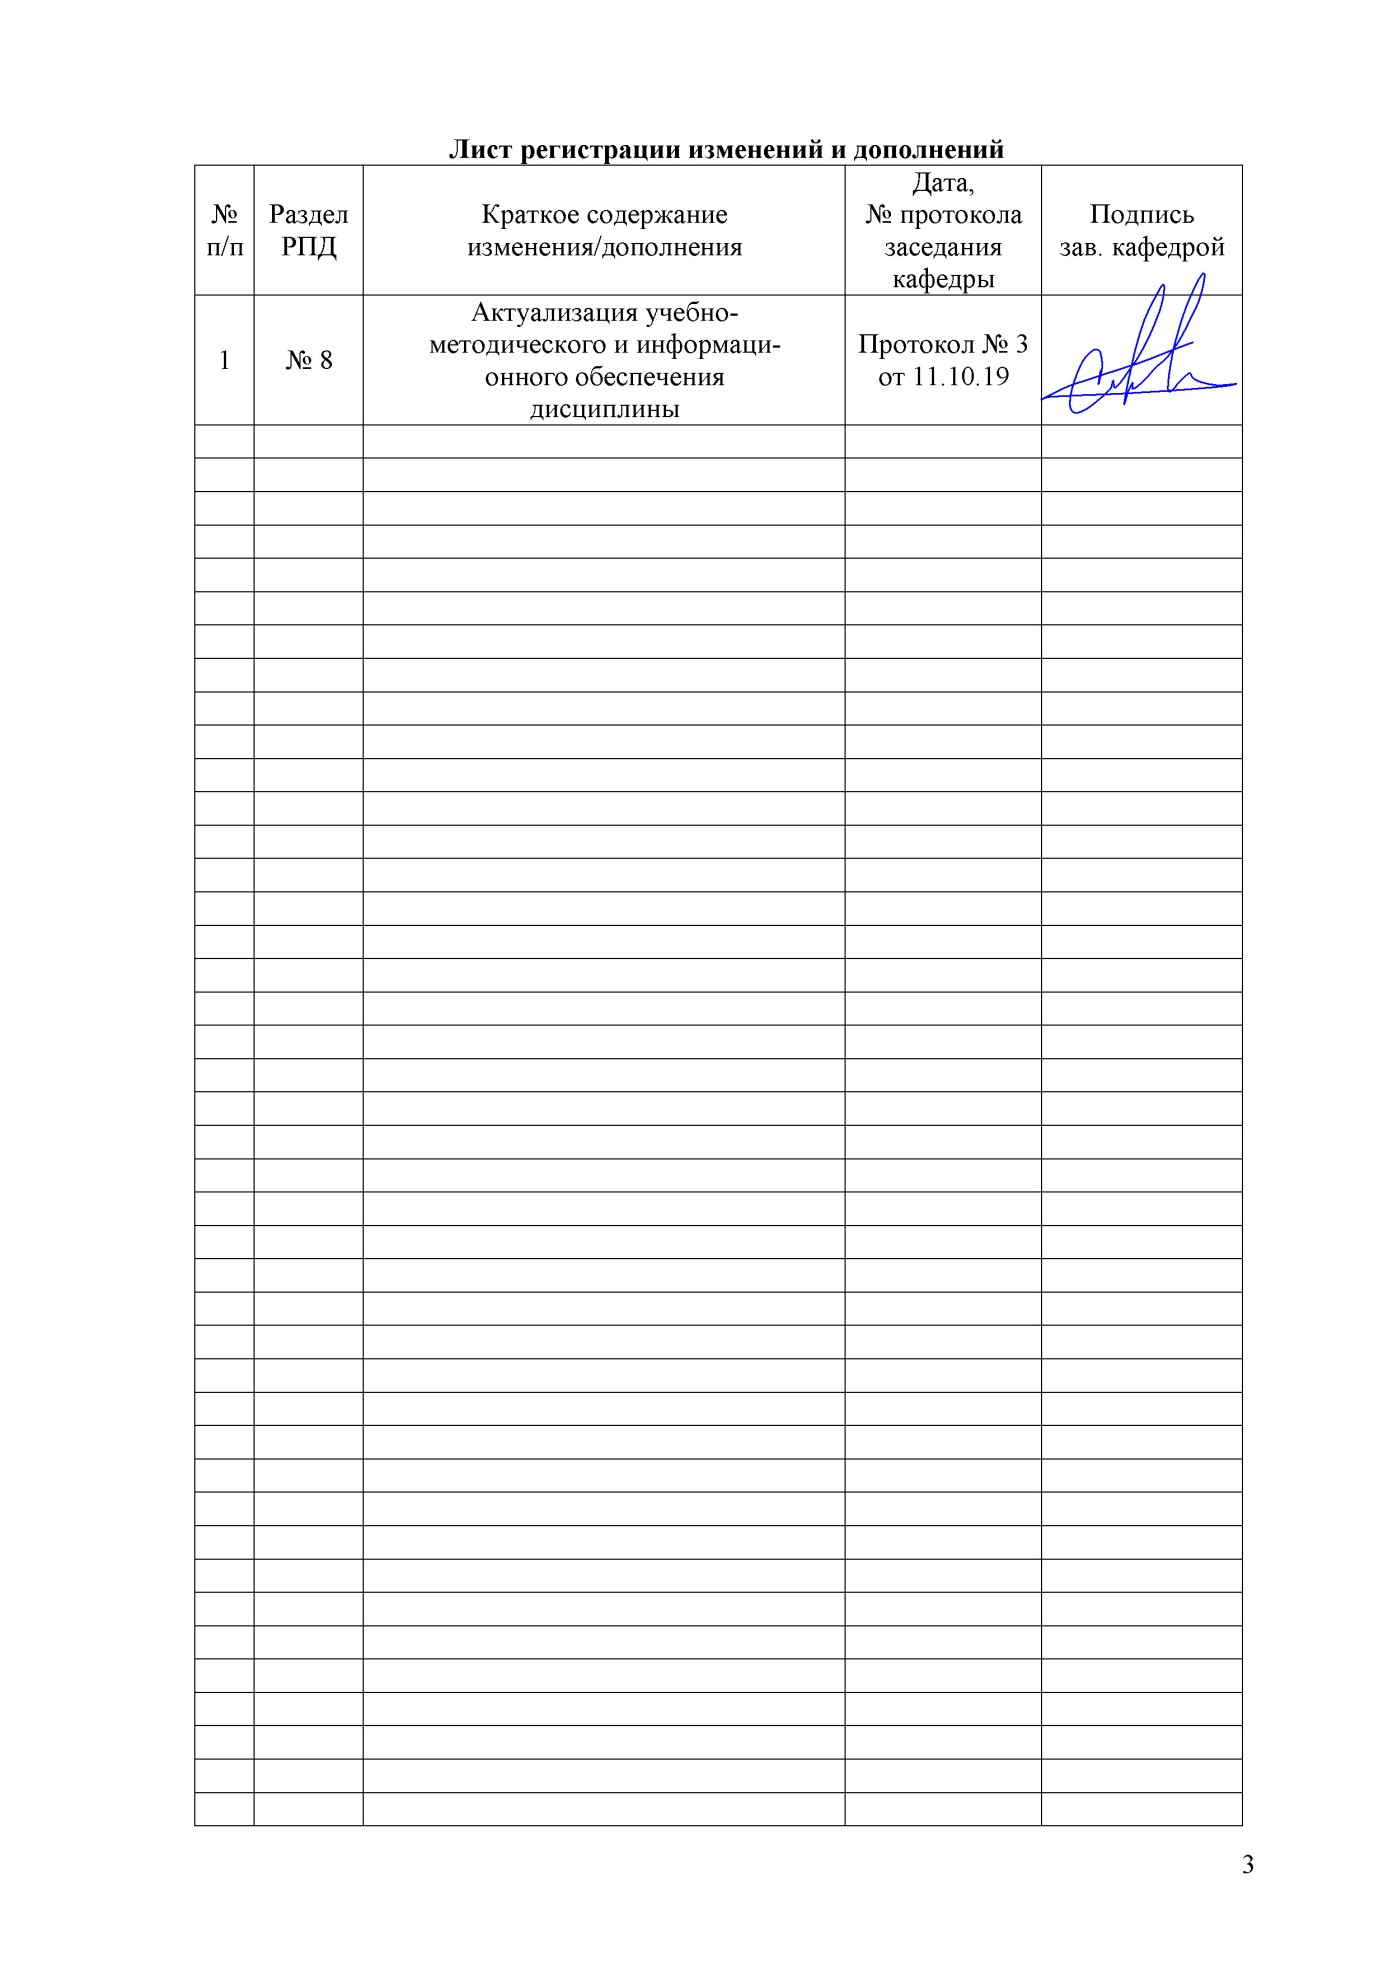 Лист регистрации изменений и дополнений
№
п/п
Раздел
РПД
Краткое содержание
изменения/дополнения
Дата,
№ протокола
заседания
кафедры
Подпись
зав. кафедрой
1
№ 8
Актуализация учебно-
методического и информаци-
онного обеспечения
дисциплины
Протокол № 3
от 11.10.19
3